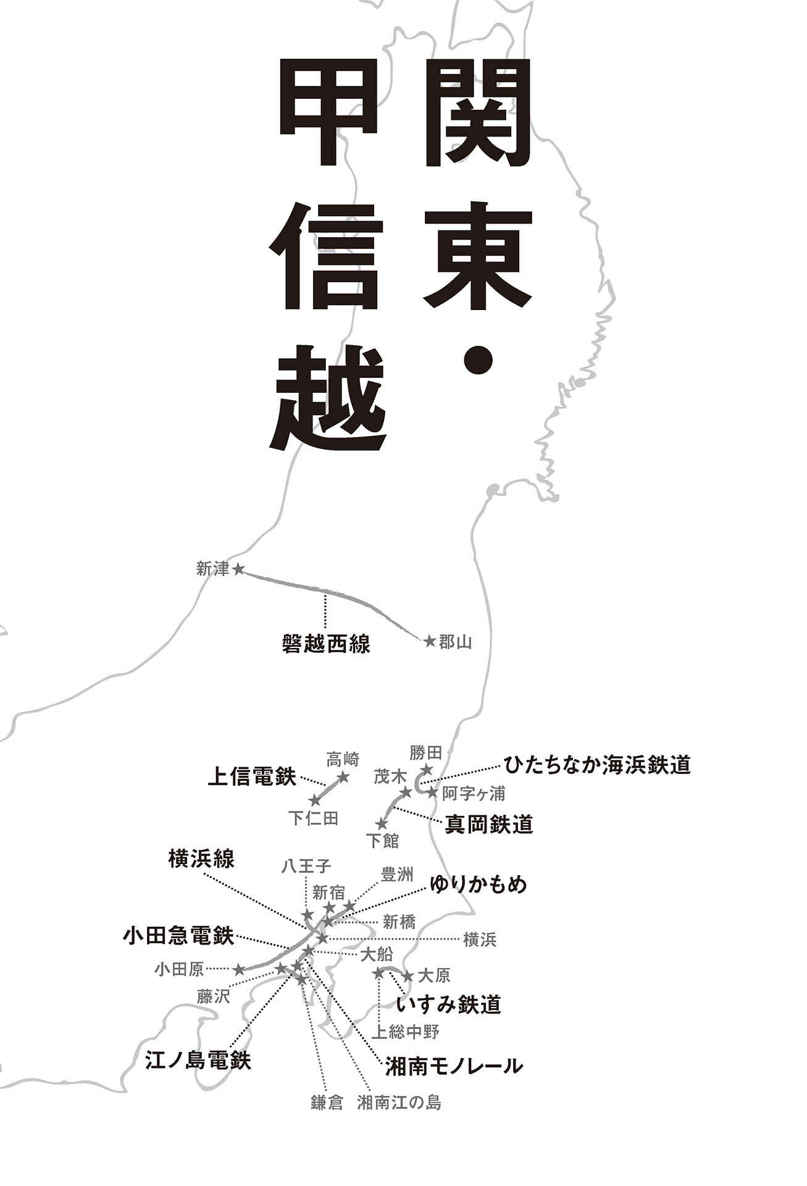 関東・
甲信越
新津
磐越西線
郡山
勝田
ひたちなか海浜鉄道
高崎
上信電鉄
茂木
阿字ヶ浦
下仁田
真岡鉄道
下館
横浜線
八王子
豊洲
新宿
ゆりかもめ
新橋
小田急電鉄
横浜
大船
小田原
大原
藤沢
いすみ鉄道
上総中野
江ノ島電鉄
湘南モノレール
鎌倉
湘南江の島